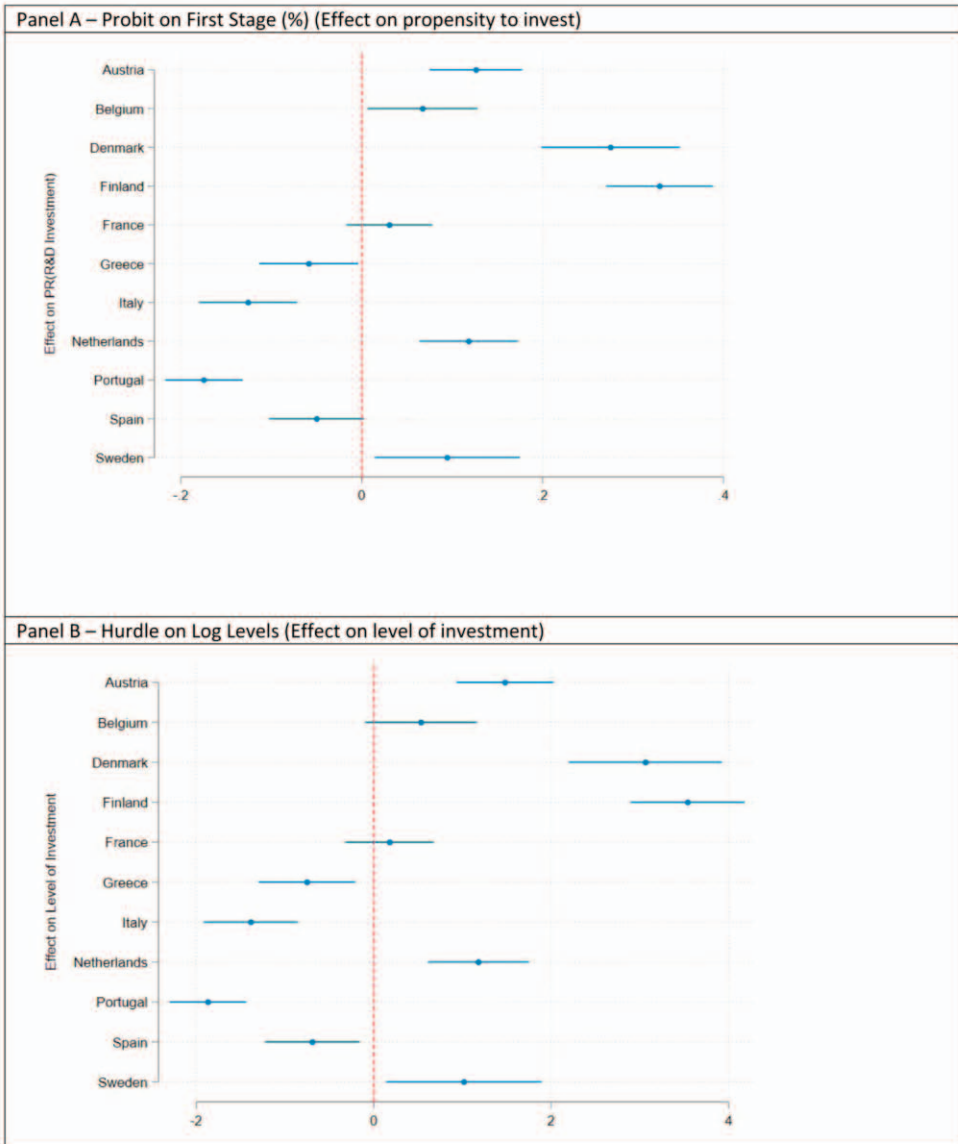 Panel A – Probit on First Stage (%) (Effect on propensity to invest)
Effect on PR(R&D Investment)
Austria
Belgium
Denmark
Finland
France
Greece
Italy
Netherlands
Portugal
Spain
Sweden
-.2 0 .2 .4
Panel B – Hurdle on Log Levels (Effect on level of investment)
Effect on Level of Investment
Austria
Belgium
Denmark
Finland
France
Greece
Italy
Netherlands
Portugal
Spain
Sweden
-2 0 2 4